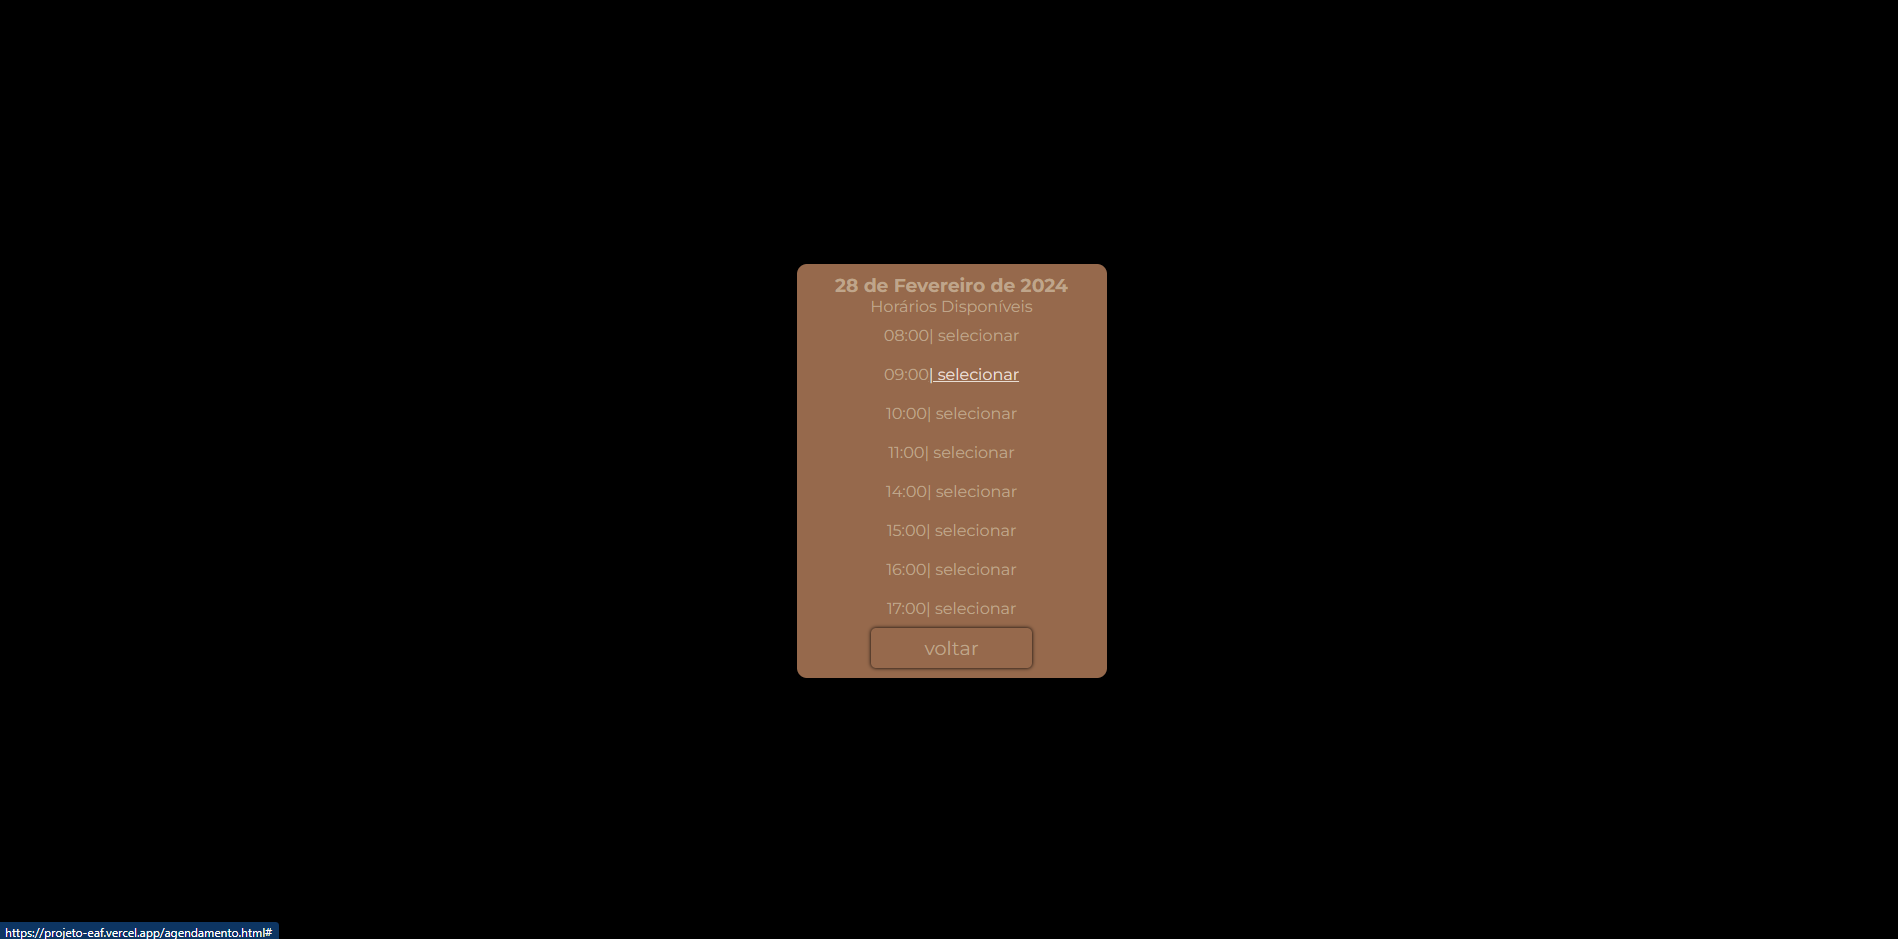 28 de Fevereiro de 2024
Horários Disponíveis
08:00| selecionar
09:00| selecionar
10:00| selecionar
11:00| selecionar
14:00| selecionar
15:00| selecionar
16:00| selecionar
17:00| selecionar
voltar
https://projeto-eaf.vercel.app/agendamento.html#